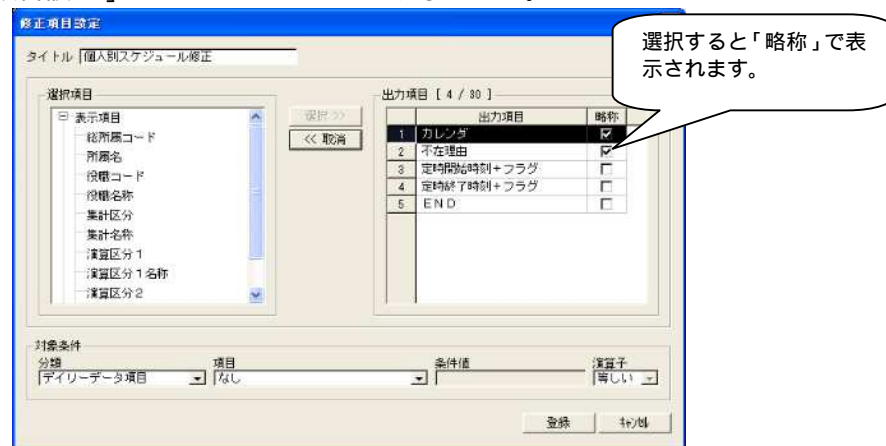 修正項目設定
選択すると「略称」で表
示されます。
タイトル 個人別スケジュール修正
選択項目
表示項目
総所属コード
所属名
役職コード
役職名称
集計区分
集計名称
演算区分1
演算区分1名称
演算区分2
選択 >>
<< 取消
出力項目 [ 4 / 30 ]
出力項目 略称
1 カレンダ
2 不在理由
3 定時開始時刻+フラグ
4 定時終了時刻+フラグ
5 END
対象条件
分類 項目 条件値 演算子
デイリーデータ項目 なし 等しい
登録 キャンセル